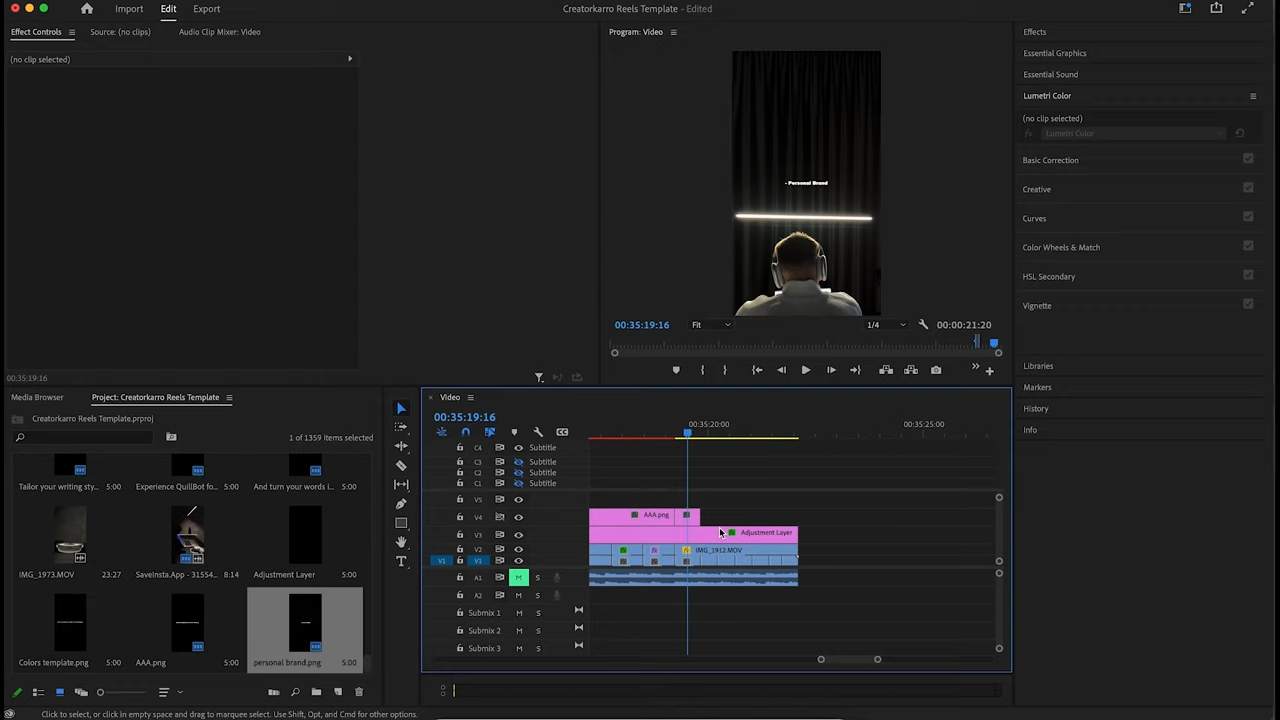 Import
Edit
Export
Creatorkarro Reels Template - Edited
Effect Controls
Source: (no clips)
Audio Clip Mixer: Video
(no clip selected)
00:35:19:16
Program: Video
- Personal Brand
00:35:19:16
Fit
1/4
00:00:21:20
Effects
Essential Graphics
Essential Sound
Lumetri Color
(no clip selected)
fx
Lumetri Color
Basic Correction
Creative
Curves
Color Wheels & Match
HSL Secondary
Vignette
Libraries
Markers
History
Info
Media Browser
Project: Creatorkarro Reels Template
Creatorkarro Reels Template.prproj
1 of 1359 items selected
Tailor your writing sty... 5:00
Experience QuillBot fo... 5:00
And turn your words i... 5:00
IMG_1973.MOV 23:27
SaveInsta.App - 31554... 8:14
Adjustment Layer 5:00
Colors template.png 5:00
AAA.png 5:00
personal brand.png 5:00
Video
00:35:19:16
00:35:20:00
00:35:25:00
C4 Subtitle
C3 Subtitle
C2 Subtitle
C1 Subtitle
V5
V4
AAA.png
V3
Adjustment Layer
V2
IMG_1912.MOV
V1 V1
A1 M S
A2 M S
Submix 1 M S
Submix 2 M S
Submix 3 M S
S S
Click to select, or click in empty space and drag to marquee select. Use Shift, Opt, and Cmd for other options.